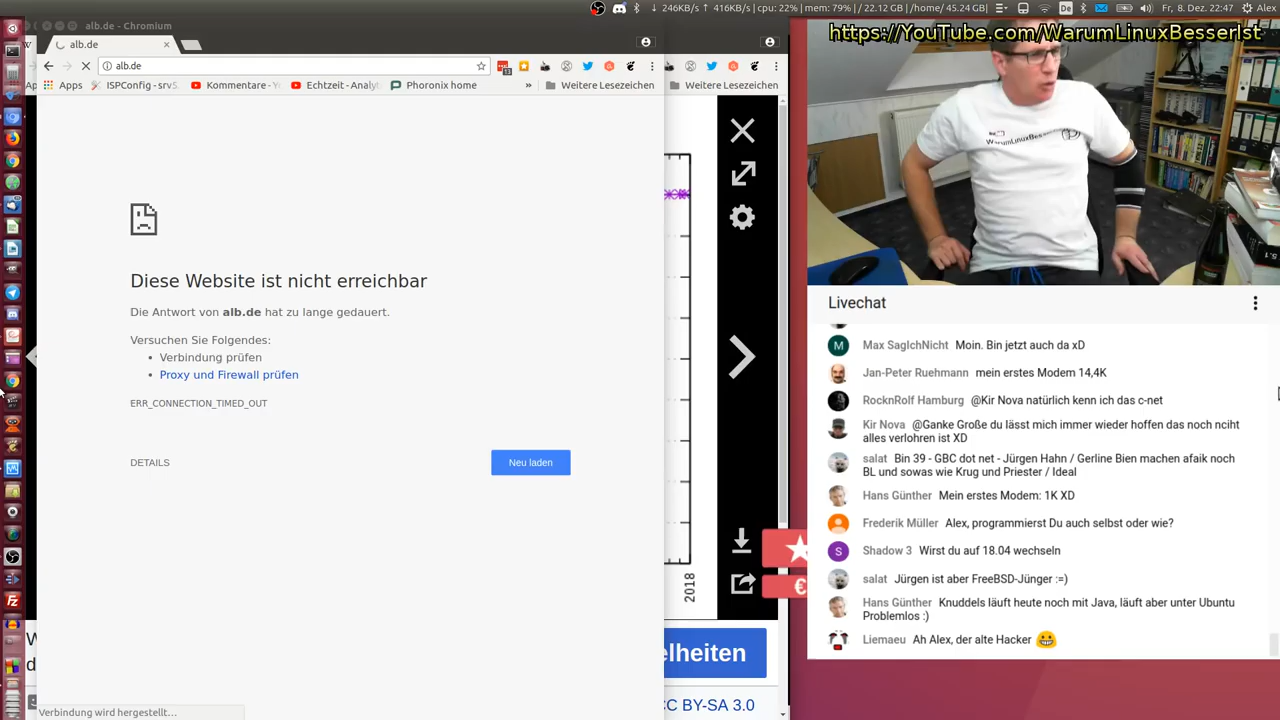 alb.de - Chromium
246KB/s 416KB/s | cpu: 22% | mem: 79% | / 22.12 GB | /home/ 45.24 GB
De
Fr, 8. Dez. 22:47 Alex
https://YouTube.com/WarumLinuxBesserIst
alb.de
alb.de
13
Apps ISPConfig - srv5. Kommentare - Y Echtzeit - Analyt Phoronix home » Weitere Lesezeichen
Weitere Lesezeichen
Diese Website ist nicht erreichbar
Die Antwort von alb.de hat zu lange gedauert.
Versuchen Sie Folgendes:
• Verbindung prüfen
• Proxy und Firewall prüfen
ERR_CONNECTION_TIMED_OUT
DETAILS
Neu laden
2018
€
elheiten
CC BY-SA 3.0
Verbindung wird hergestellt…
WarumLinuxBesser
5.1
Livechat
M Max SagIchNicht Moin. Bin jetzt auch da xD
Jan-Peter Ruehmann mein erstes Modem 14,4K
RocknRolf Hamburg @Kir Nova natürlich kenn ich das c-net
Kir Nova @Ganke Große du lässt mich immer wieder hoffen das noch nciht
alles verlohren ist XD
salat Bin 39 - GBC dot net - Jürgen Hahn / Gerline Bien machen afaik noch
BL und sowas wie Krug und Priester / Ideal
Hans Günther Mein erstes Modem: 1K XD
Frederik Müller Alex, programmierst Du auch selbst oder wie?
S Shadow 3 Wirst du auf 18.04 wechseln
salat Jürgen ist aber FreeBSD-Jünger :=)
Hans Günther Knuddels läuft heute noch mit Java, läuft aber unter Ubuntu
Problemlos :)
Liemaeu Ah Alex, der alte Hacker